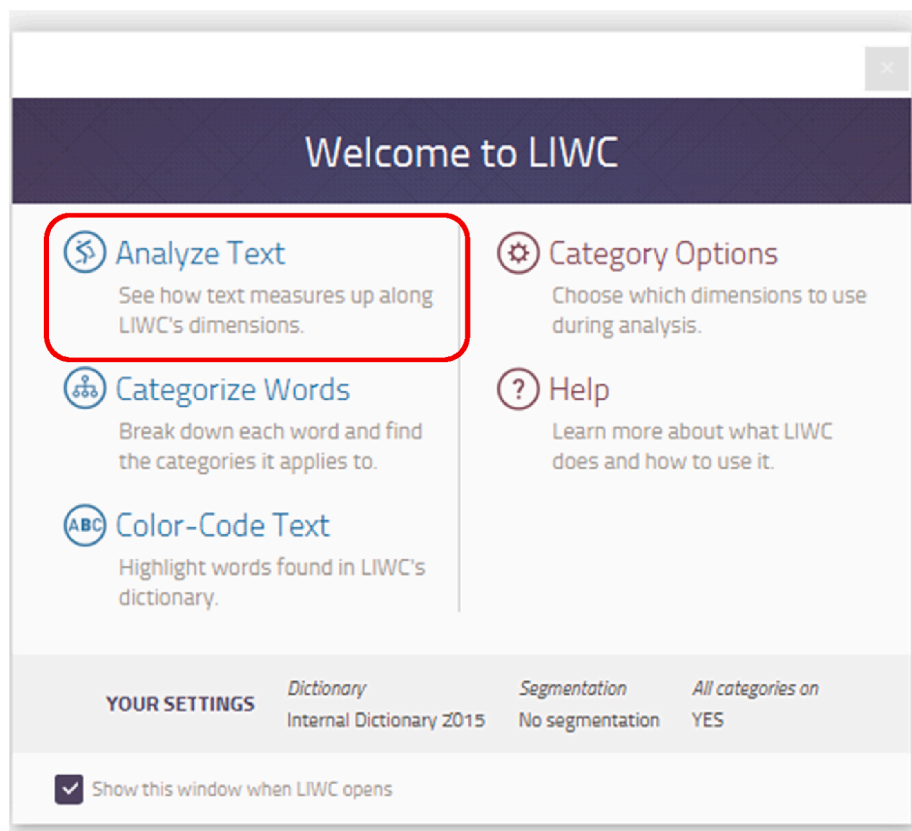 Welcome to LIWC
Analyze Text
See how text measures up along
LIWC's dimensions.
Categorize Words
Break down each word and find
the categories it applies to.
ABC
Color-Code Text
Highlight words found in LIWC's
dictionary.
Category Options
Choose which dimensions to use
during analysis.
?
Help
Learn more about what LIWC
does and how to use it.
YOUR SETTINGS
Dictionary
Internal Dictionary 2015
Segmentation
No segmentation
All categories on
YES
Show this window when LIWC opens